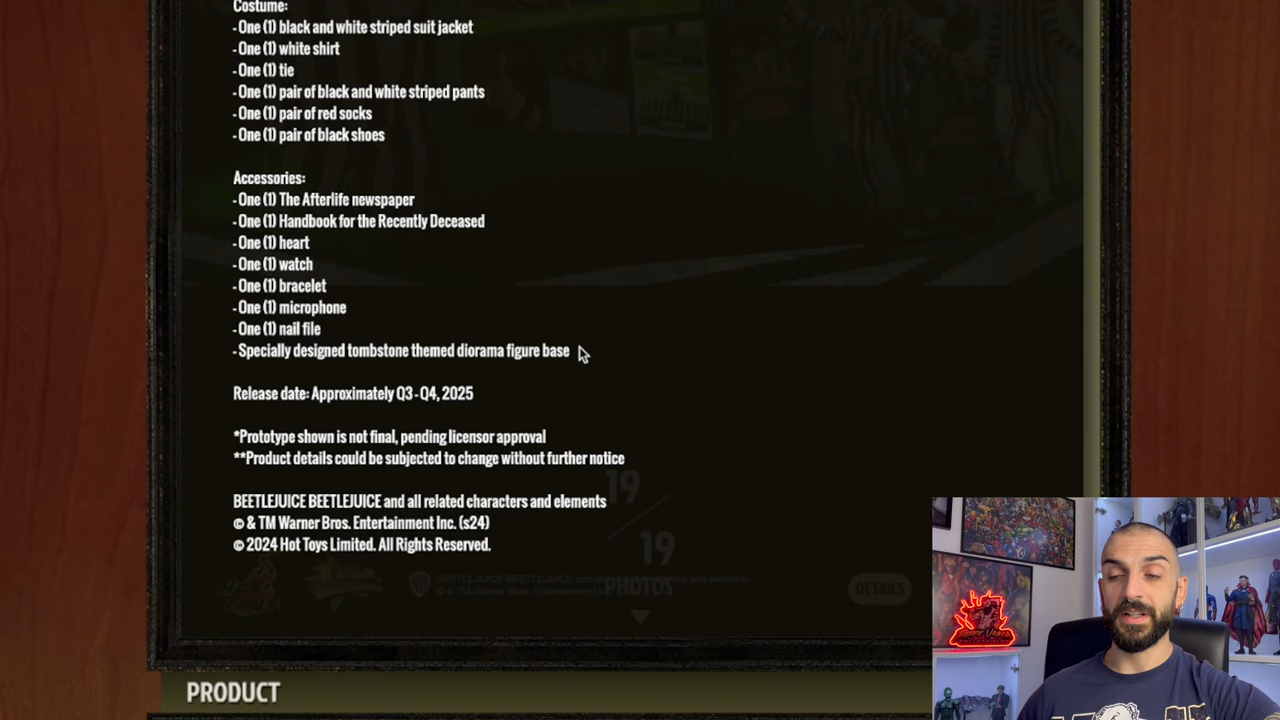 Costume:
- One (1) black and white striped suit jacket
- One (1) white shirt
- One (1) tie
- One (1) pair of black and white striped pants
- One (1) pair of red socks
- One (1) pair of black shoes
Accessories:
- One (1) The Afterlife newspaper
- One (1) Handbook for the Recently Deceased
- One (1) heart
- One (1) watch
- One (1) bracelet
- One (1) microphone
- One (1) nail file
- Specially designed tombstone themed diorama figure base
Release date: Approximately Q3 - Q4, 2025
*Prototype shown is not final, pending licensor approval
**Product details could be subjected to change without further notice
19
BEETLEJUICE BEETLEJUICE and all related characters and elements
© & TM Warner Bros. Entertainment Inc. (s24)
© 2024 Hot Toys Limited. All Rights Reserved.
19
PHOTOS
DETAILS
PRODUCT